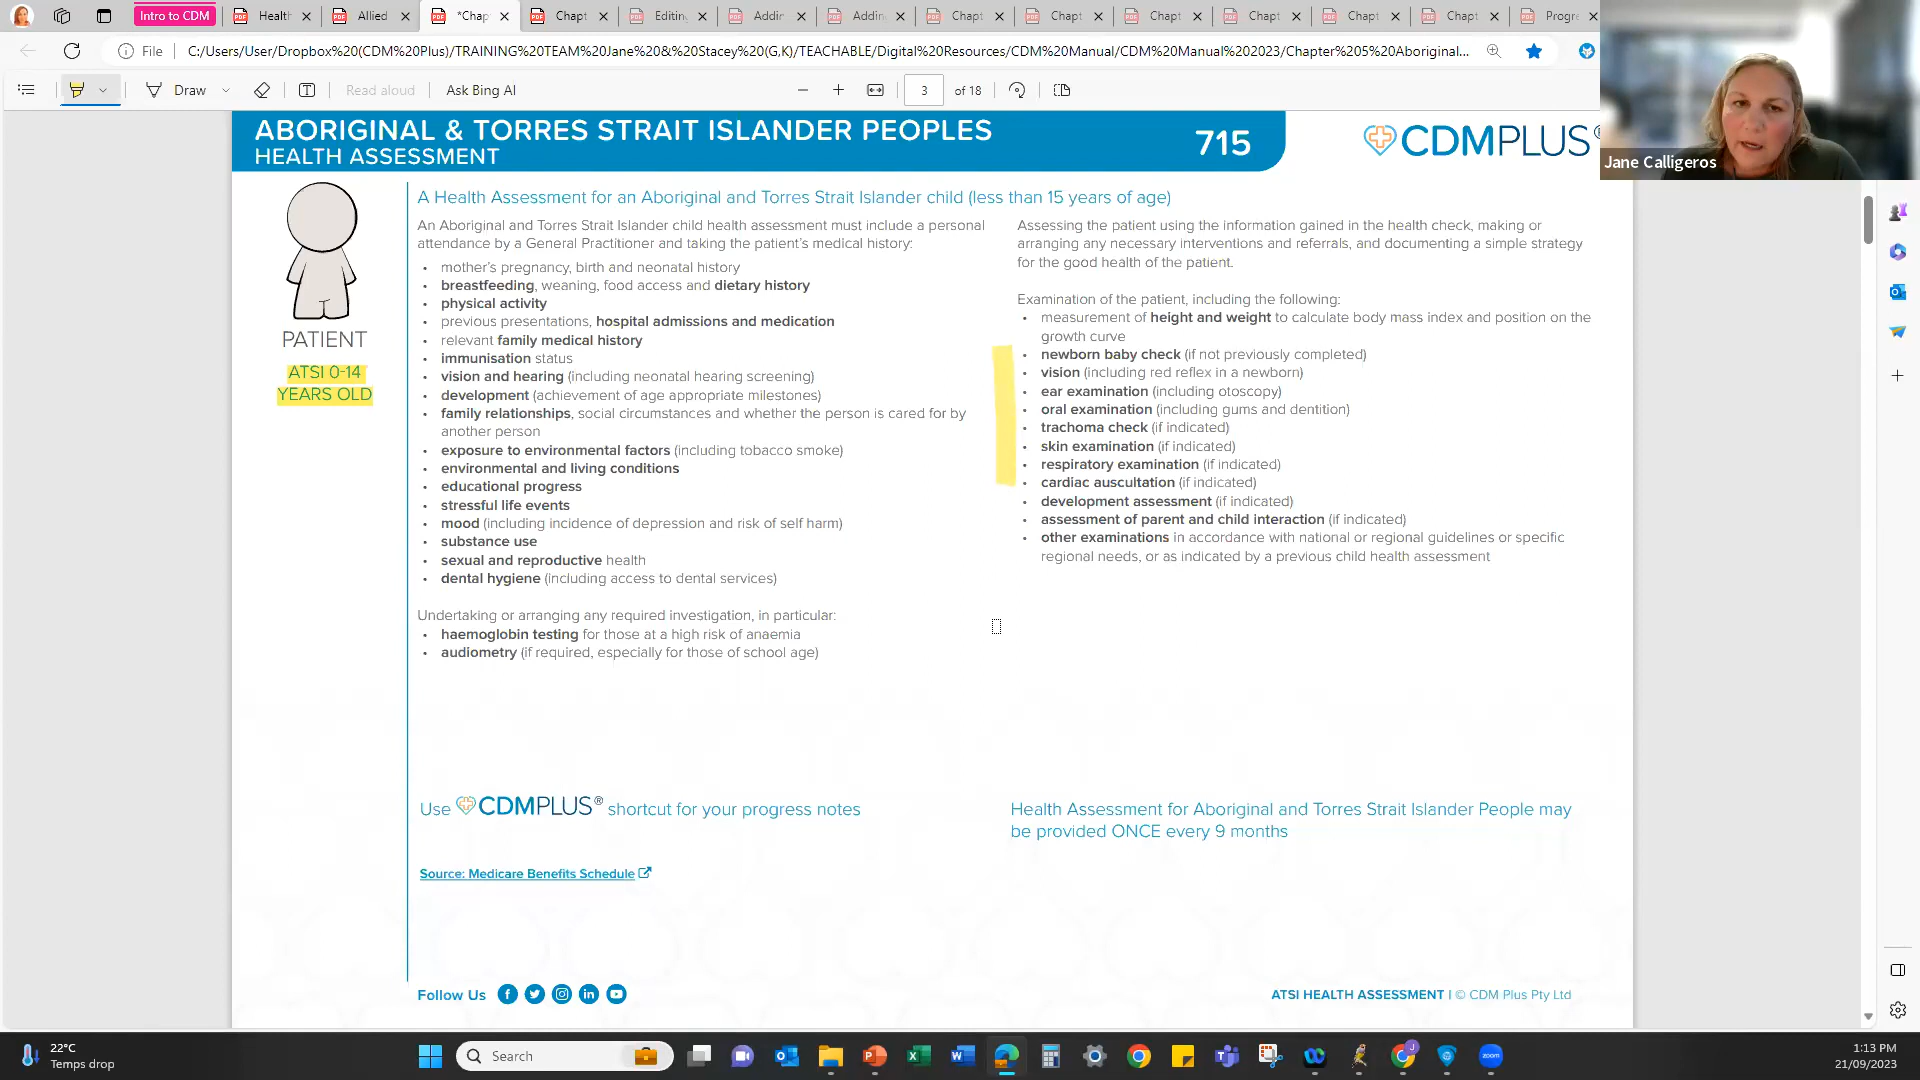 Intro to CDM
Health
Allied
*Chap
Chapt
Editin
Addin
Addin
Chapt
Chapt
Chapt
Chapt
Chapt
Chapt
Progre
File
C:/Users/User/Dropbox%20(CDM%20Plus)/TRAINING%20TEAM%20Jane%20&%20Stacey%20(G,K)/TEACHABLE/Digital%20Resources/CDM%20Manual/CDM%20Manual%202023/Chapter%205%20Aboriginal...
Draw
Read aloud
Ask Bing AI
3
of 18
Jane Calligeros
ABORIGINAL & TORRES STRAIT ISLANDER PEOPLES
HEALTH ASSESSMENT
715
CDMPLUS
PATIENT
ATSI 0-14
YEARS OLD
A Health Assessment for an Aboriginal and Torres Strait Islander child (less than 15 years of age)
An Aboriginal and Torres Strait Islander child health assessment must include a personal
attendance by a General Practitioner and taking the patient's medical history:
• mother's pregnancy, birth and neonatal history
• breastfeeding, weaning, food access and dietary history
• physical activity
• previous presentations, hospital admissions and medication
• relevant family medical history
• immunisation status
• vision and hearing (including neonatal hearing screening)
• development (achievement of age appropriate milestones)
• family relationships, social circumstances and whether the person is cared for by
another person
• exposure to environmental factors (including tobacco smoke)
• environmental and living conditions
• educational progress
• stressful life events
• mood (including incidence of depression and risk of self harm)
• substance use
• sexual and reproductive health
• dental hygiene (including access to dental services)
Undertaking or arranging any required investigation, in particular:
• haemoglobin testing for those at a high risk of anaemia
• audiometry (if required, especially for those of school age)
Assessing the patient using the information gained in the health check, making or
arranging any necessary interventions and referrals, and documenting a simple strategy
for the good health of the patient.
Examination of the patient, including the following:
• measurement of height and weight to calculate body mass index and position on the
growth curve
• newborn baby check (if not previously completed)
• vision (including red reflex in a newborn)
• ear examination (including otoscopy)
• oral examination (including gums and dentition)
• trachoma check (if indicated)
• skin examination (if indicated)
• respiratory examination (if indicated)
• cardiac auscultation (if indicated)
• development assessment (if indicated)
• assessment of parent and child interaction (if indicated)
• other examinations in accordance with national or regional guidelines or specific
regional needs, or as indicated by a previous child health assessment
Use CDMPLUS® shortcut for your progress notes
Health Assessment for Aboriginal and Torres Strait Islander People may
be provided ONCE every 9 months
Source: Medicare Benefits Schedule
Follow Us
ATSI HEALTH ASSESSMENT | © CDM Plus Pty Ltd
22°C
Temps drop
Search
zoom
1:13 PM
21/09/2023